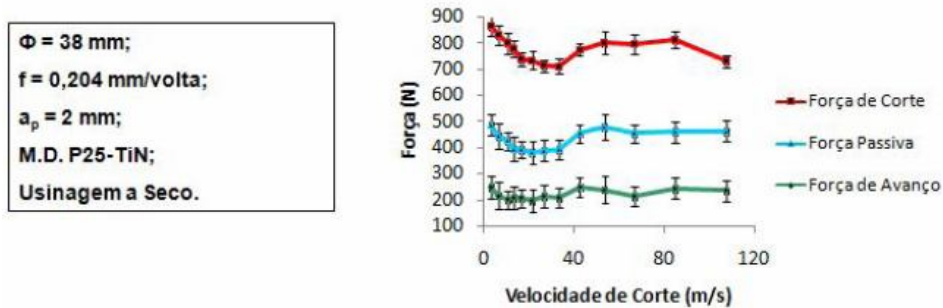 Φ = 38 mm;
f = 0,204 mm/volta;
aₚ = 2 mm;
M.D. P25-TiN;
Usinagem a Seco.
900
800
700
600
500
400
300
200
100
Força (N)
0
40
80
120
Velocidade de Corte (m/s)
Força de Corte
Força Passiva
Força de Avanço